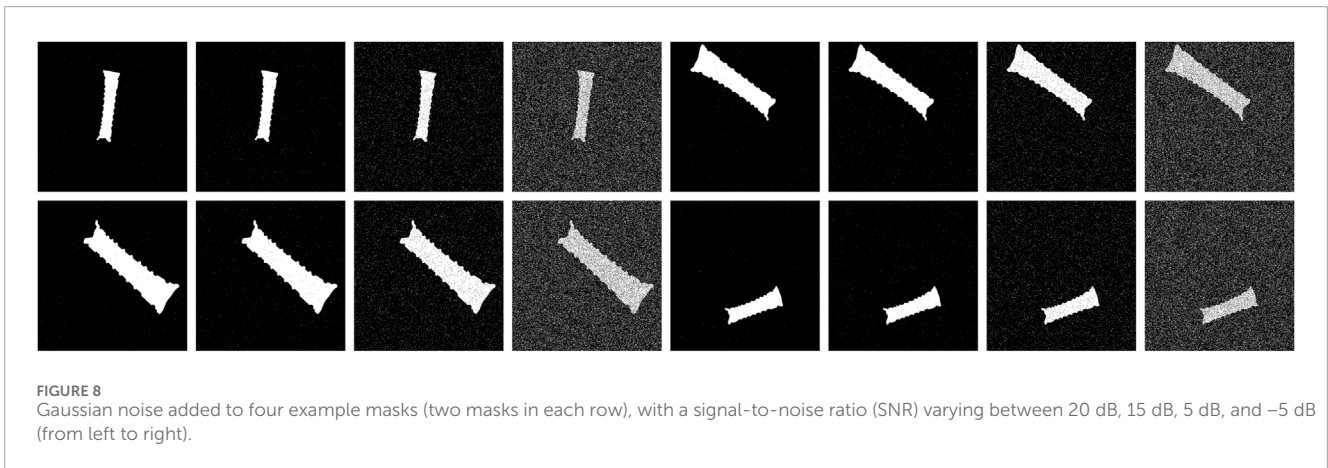 FIGURE 8
Gaussian noise added to four example masks (two masks in each row), with a signal-to-noise ratio (SNR) varying between 20 dB, 15 dB, 5 dB, and −5 dB
(from left to right).